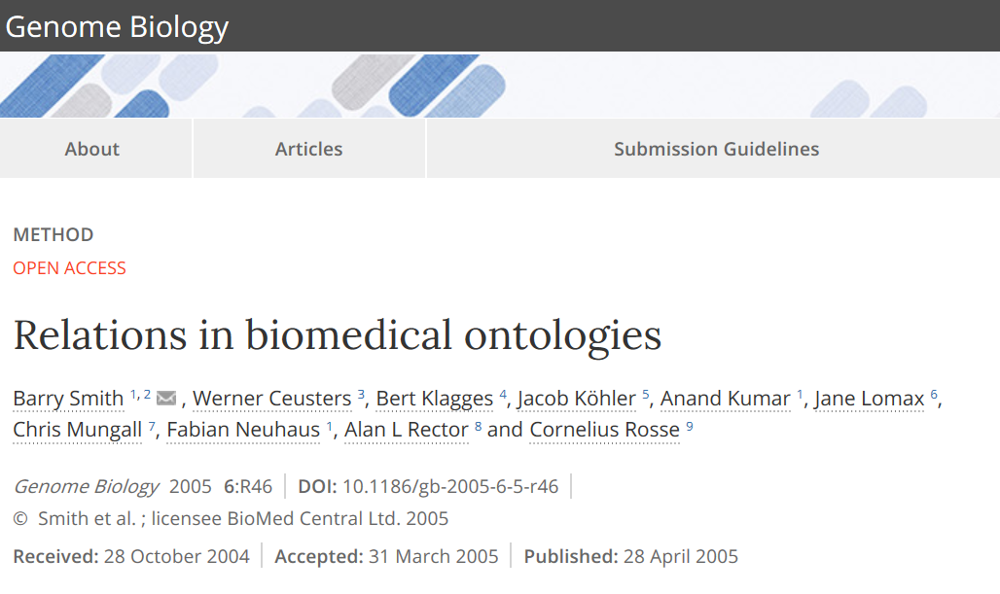 Genome Biology
About Articles Submission Guidelines
METHOD
OPEN ACCESS
Relations in biomedical ontologies
Barry Smith 1, 2 , Werner Ceusters 3, Bert Klagges 4, Jacob Köhler 5, Anand Kumar 1, Jane Lomax 6,
Chris Mungall 7, Fabian Neuhaus 1, Alan L Rector 8 and Cornelius Rosse 9
Genome Biology 2005 6:R46 | DOI: 10.1186/gb-2005-6-5-r46 |
© Smith et al. ; licensee BioMed Central Ltd. 2005
Received: 28 October 2004 | Accepted: 31 March 2005 | Published: 28 April 2005